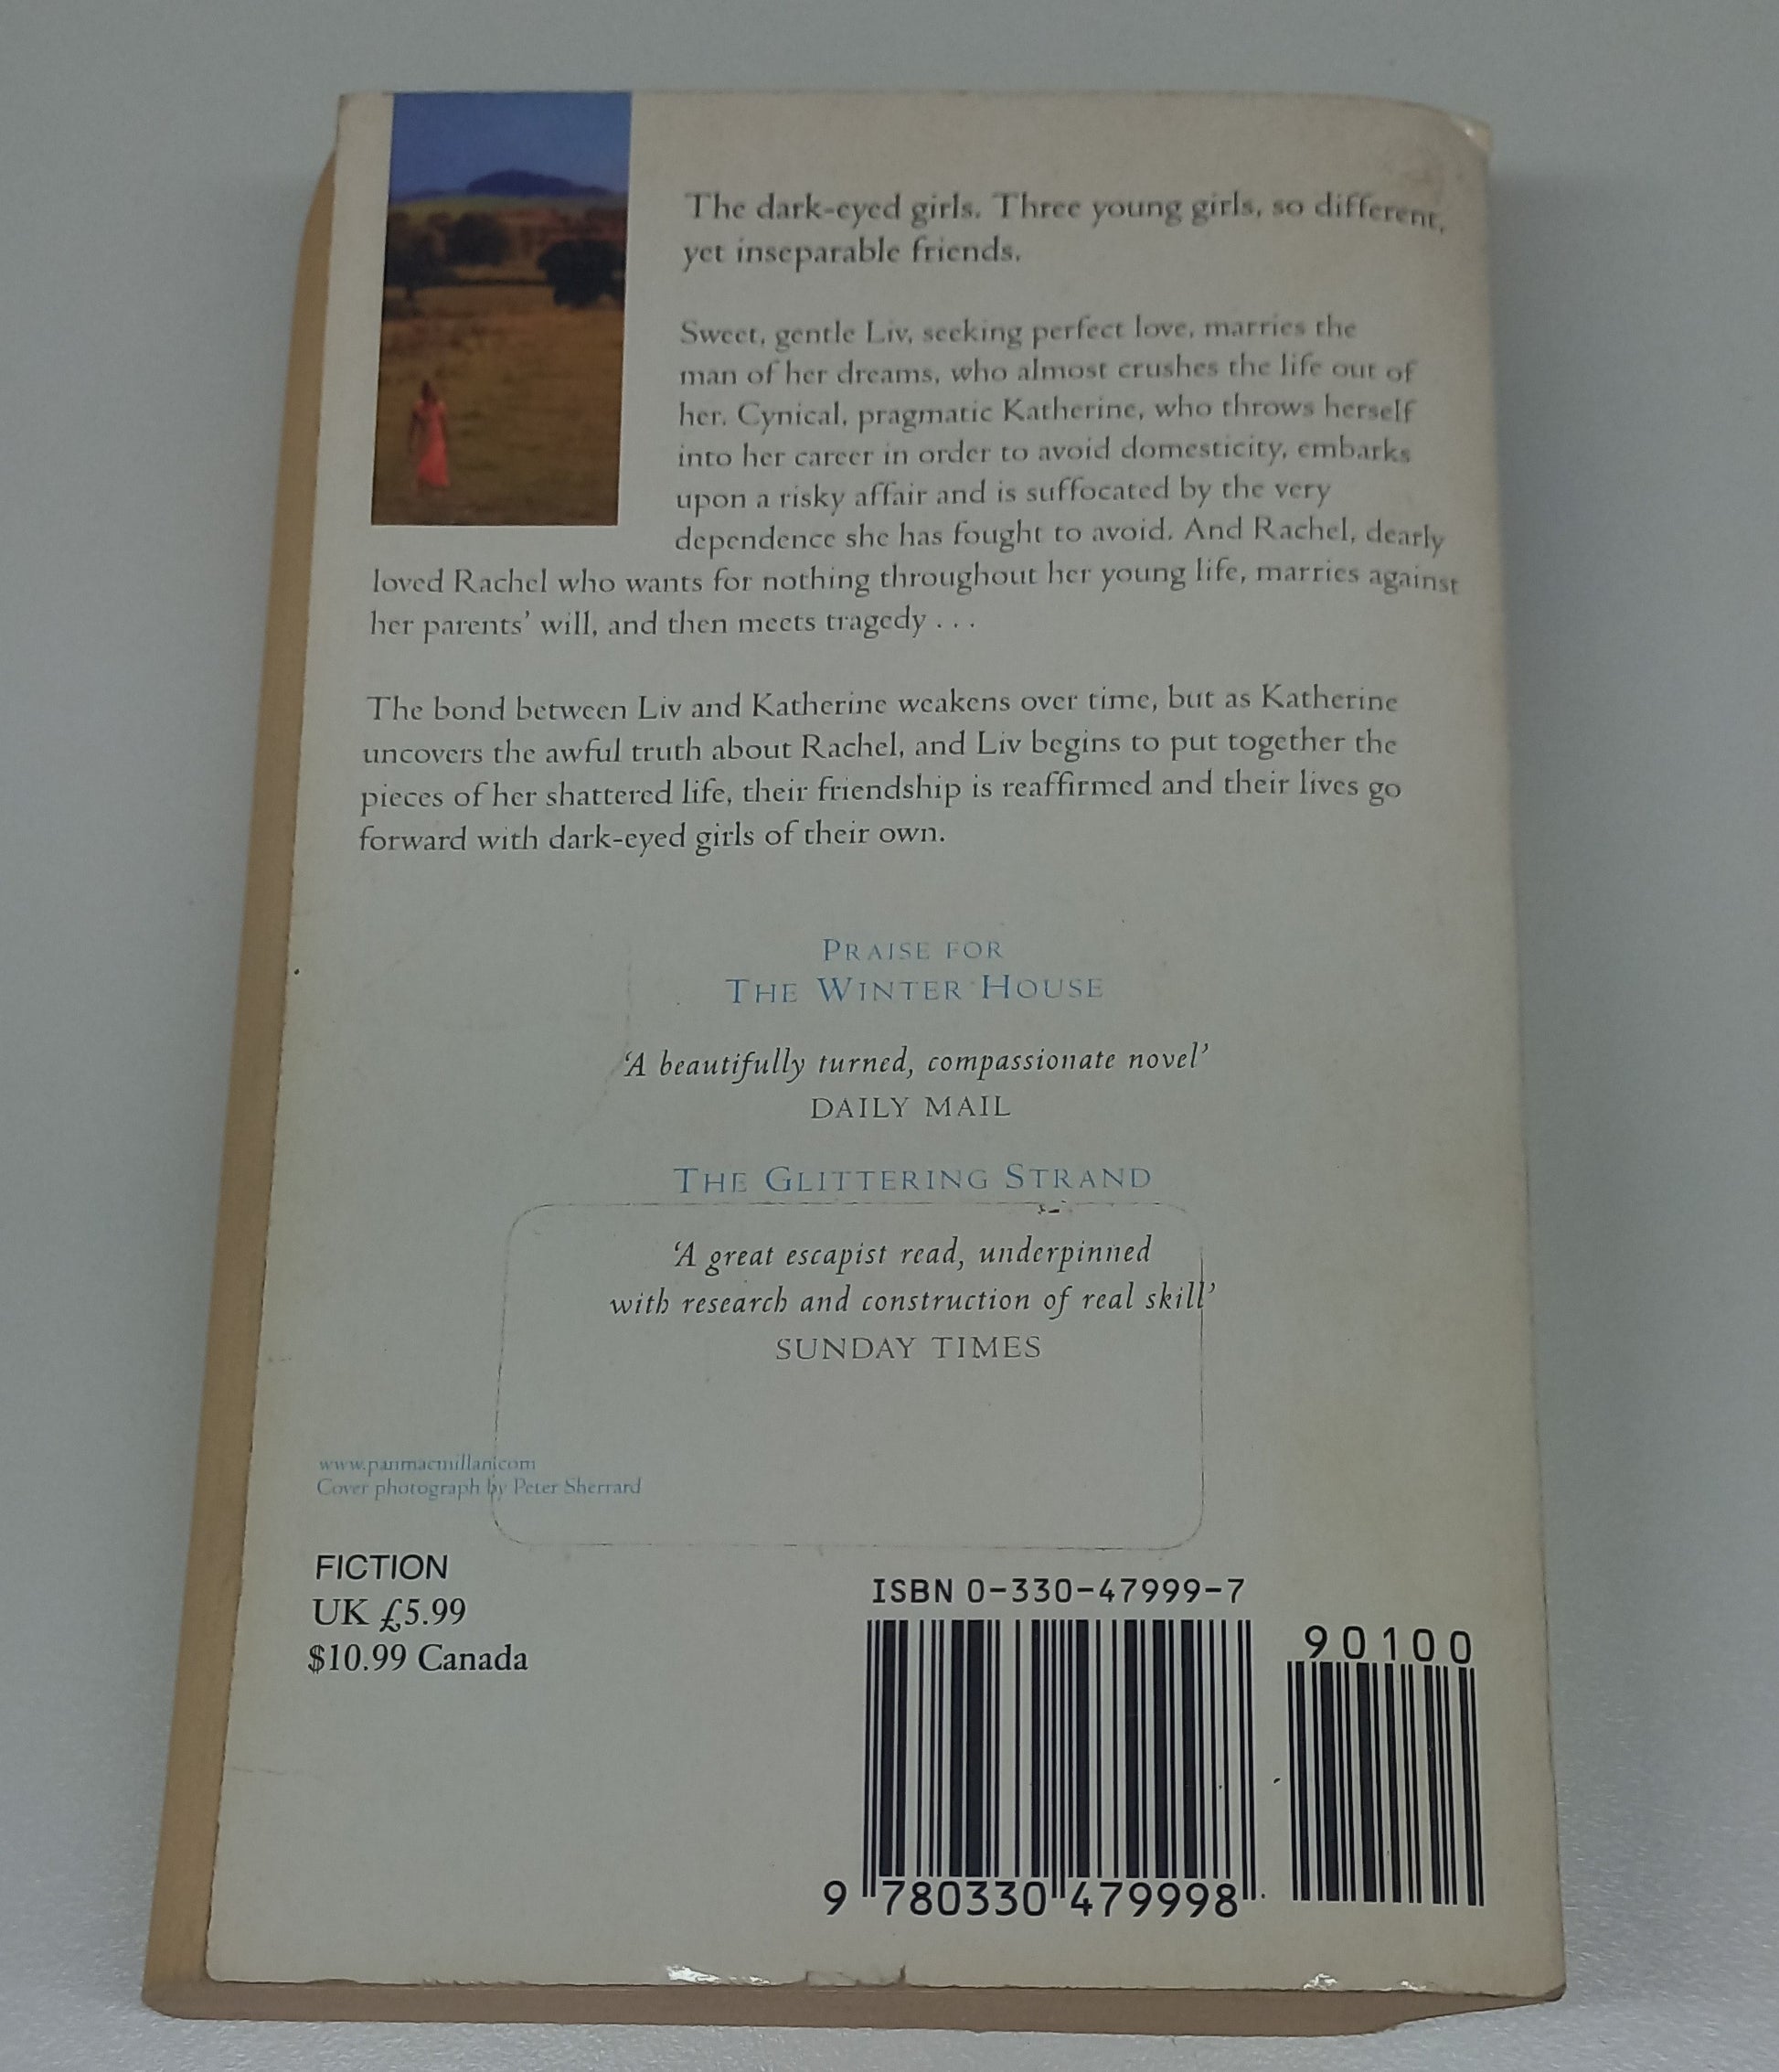 The dark-eyed girls. Three young girls, so different,
yet inseparable friends.
Sweet, gentle Liv, seeking perfect love, marries the
man of her dreams, who almost crushes the life out of
her. Cynical, pragmatic Katherine, who throws herself
into her career in order to avoid domesticity, embarks
upon a risky affair and is suffocated by the very
dependence she has fought to avoid. And Rachel, dearly
loved Rachel who wants for nothing throughout her young life, marries against
her parents’ will, and then meets tragedy . . .
The bond between Liv and Katherine weakens over time, but as Katherine
uncovers the awful truth about Rachel, and Liv begins to put together the
pieces of her shattered life, their friendship is reaffirmed and their lives go
forward with dark-eyed girls of their own.
PRAISE FOR
THE WINTER HOUSE
‘A beautifully turned, compassionate novel’
DAILY MAIL
THE GLITTERING STRAND
‘A great escapist read, underpinned
with research and construction of real skill’
SUNDAY TIMES
www.panmacmillan.com
Cover photograph by Peter Sherrard
FICTION
UK £5.99
$10.99 Canada
ISBN 0-330-47999-7
90100
9 780330 479998